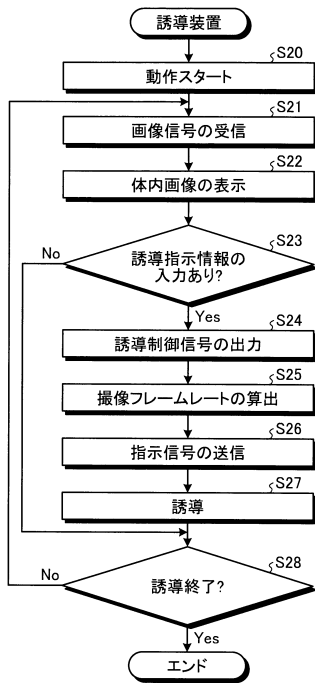 誘導装置
S20
動作スタート
S21
画像信号の受信
S22
体内画像の表示
S23
No
誘導指示情報の
入力あり?
Yes
S24
誘導制御信号の出力
S25
撮像フレームレートの算出
S26
指示信号の送信
S27
誘導
S28
No
誘導終了?
Yes
エンド